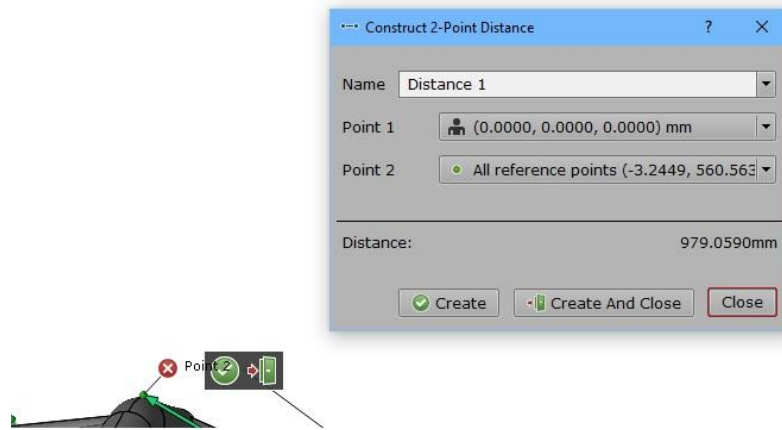 Construct 2-Point Distance ? ×
Name Distance 1
Point 1 (0.0000, 0.0000, 0.0000) mm
Point 2 All reference points (-3.2449, 560.563
Distance: 979.0590mm
Create Create And Close Close
Point 2